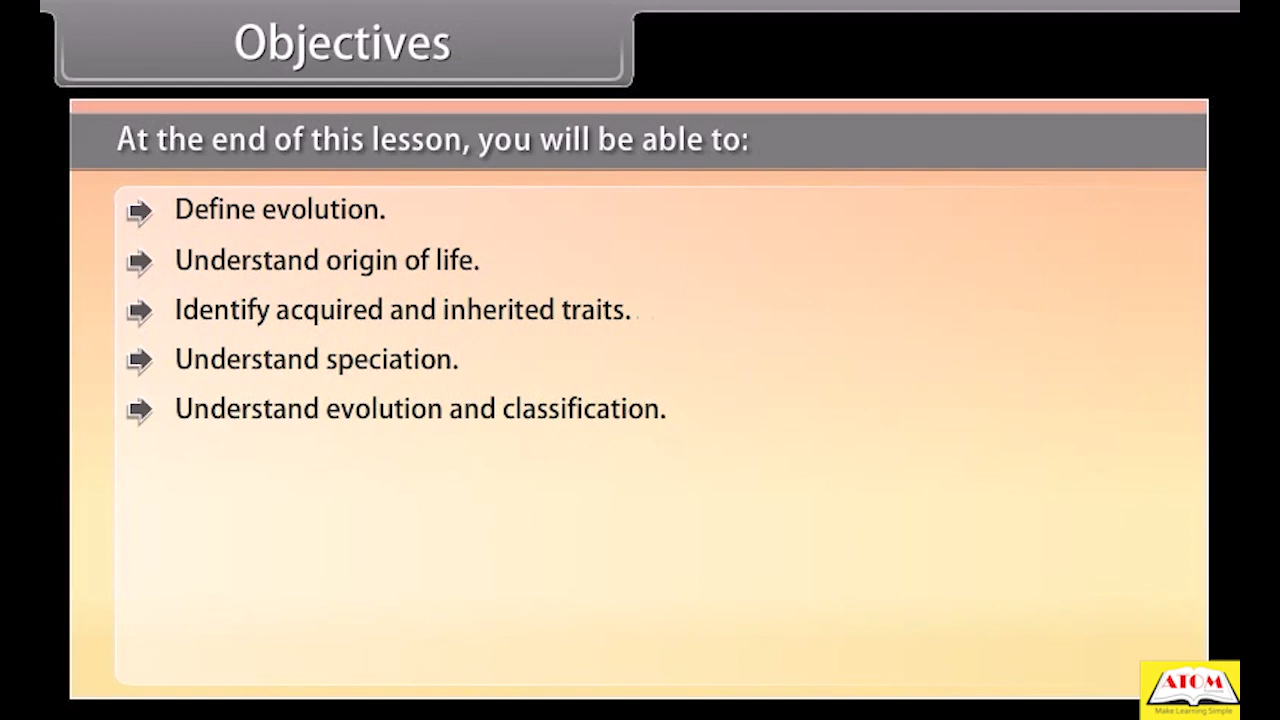 Objectives
At the end of this lesson, you will be able to:
Define evolution.
Understand origin of life.
Identify acquired and inherited traits.
Understand speciation.
Understand evolution and classification.
ATOM
Make Learning Simple